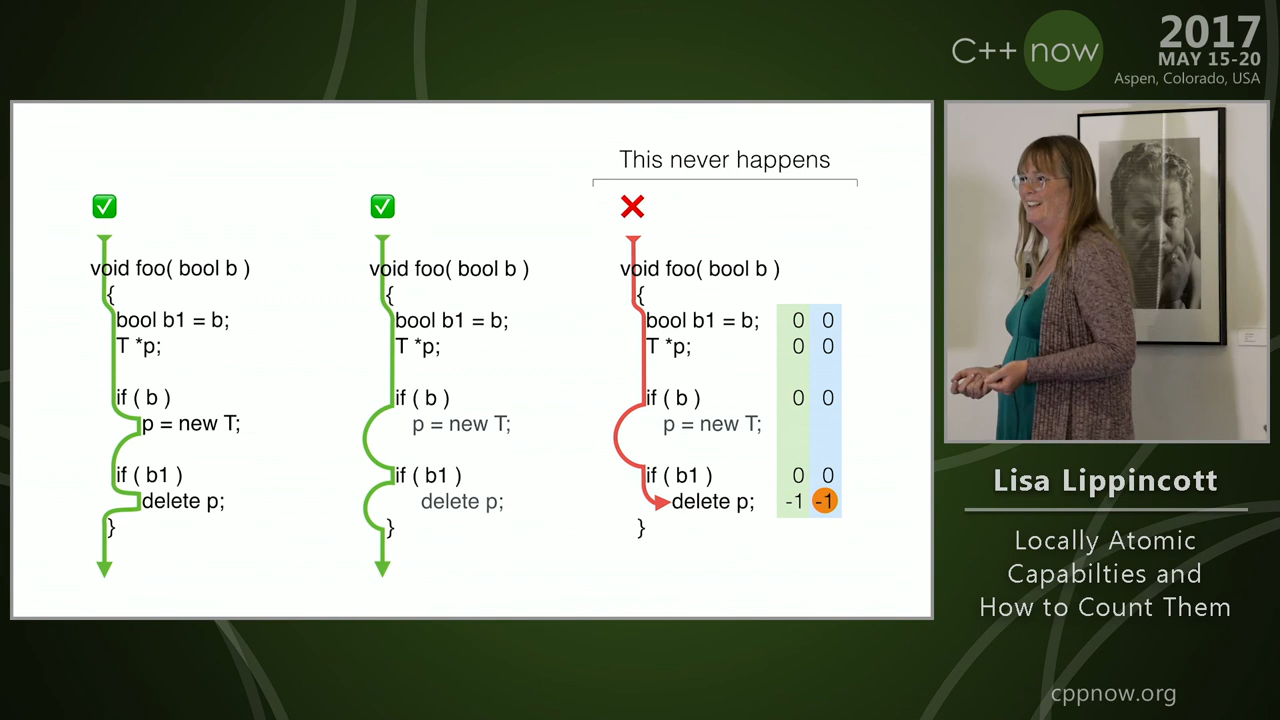 C++ now
2017
MAY 15-20
Aspen, Colorado, USA
This never happens
void foo( bool b )
{
bool b1 = b;
T *p;
if ( b )
p = new T;
if ( b1 )
delete p;
}
void foo( bool b )
{
bool b1 = b;
T *p;
if ( b )
p = new T;
if ( b1 )
delete p;
}
void foo( bool b )
{
bool b1 = b; 0 0
T *p; 0 0
if ( b ) 0 0
p = new T;
if ( b1 ) 0 0
delete p; -1 -1
}
Lisa Lippincott
Locally Atomic
Capabilties and
How to Count Them
cppnow.org